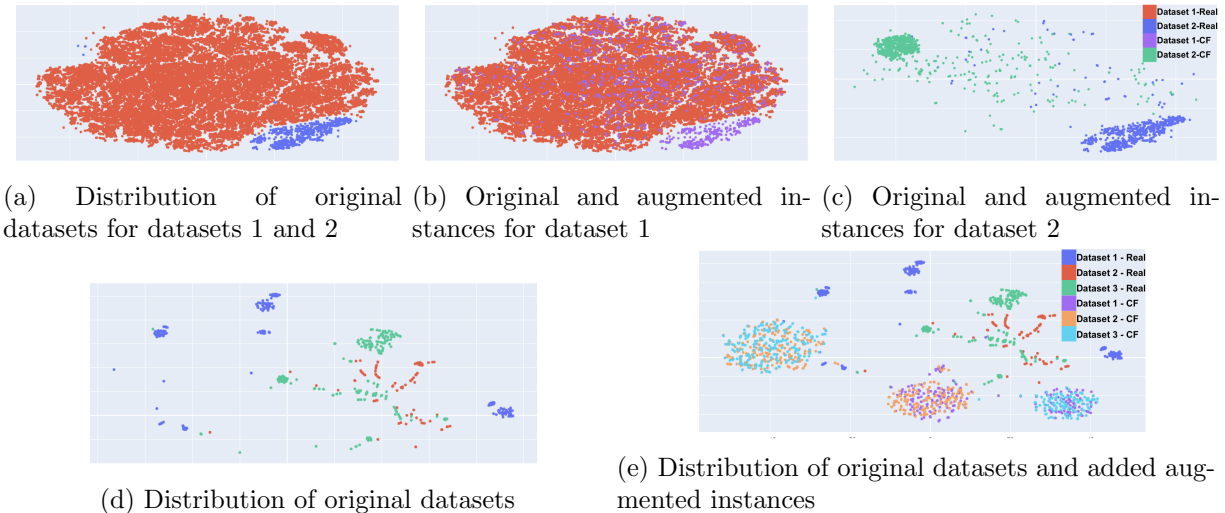 Dataset 1-Real
Dataset 2-Real
Dataset 1-CF
Dataset 2-CF
(a) Distribution of original
datasets for datasets 1 and 2
(b) Original and augmented in-
stances for dataset 1
(c) Original and augmented in-
stances for dataset 2
Dataset 1 - Real
Dataset 2 - Real
Dataset 3 - Real
Dataset 1 - CF
Dataset 2 - CF
Dataset 3 - CF
(d) Distribution of original datasets
(e) Distribution of original datasets and added aug-
mented instances